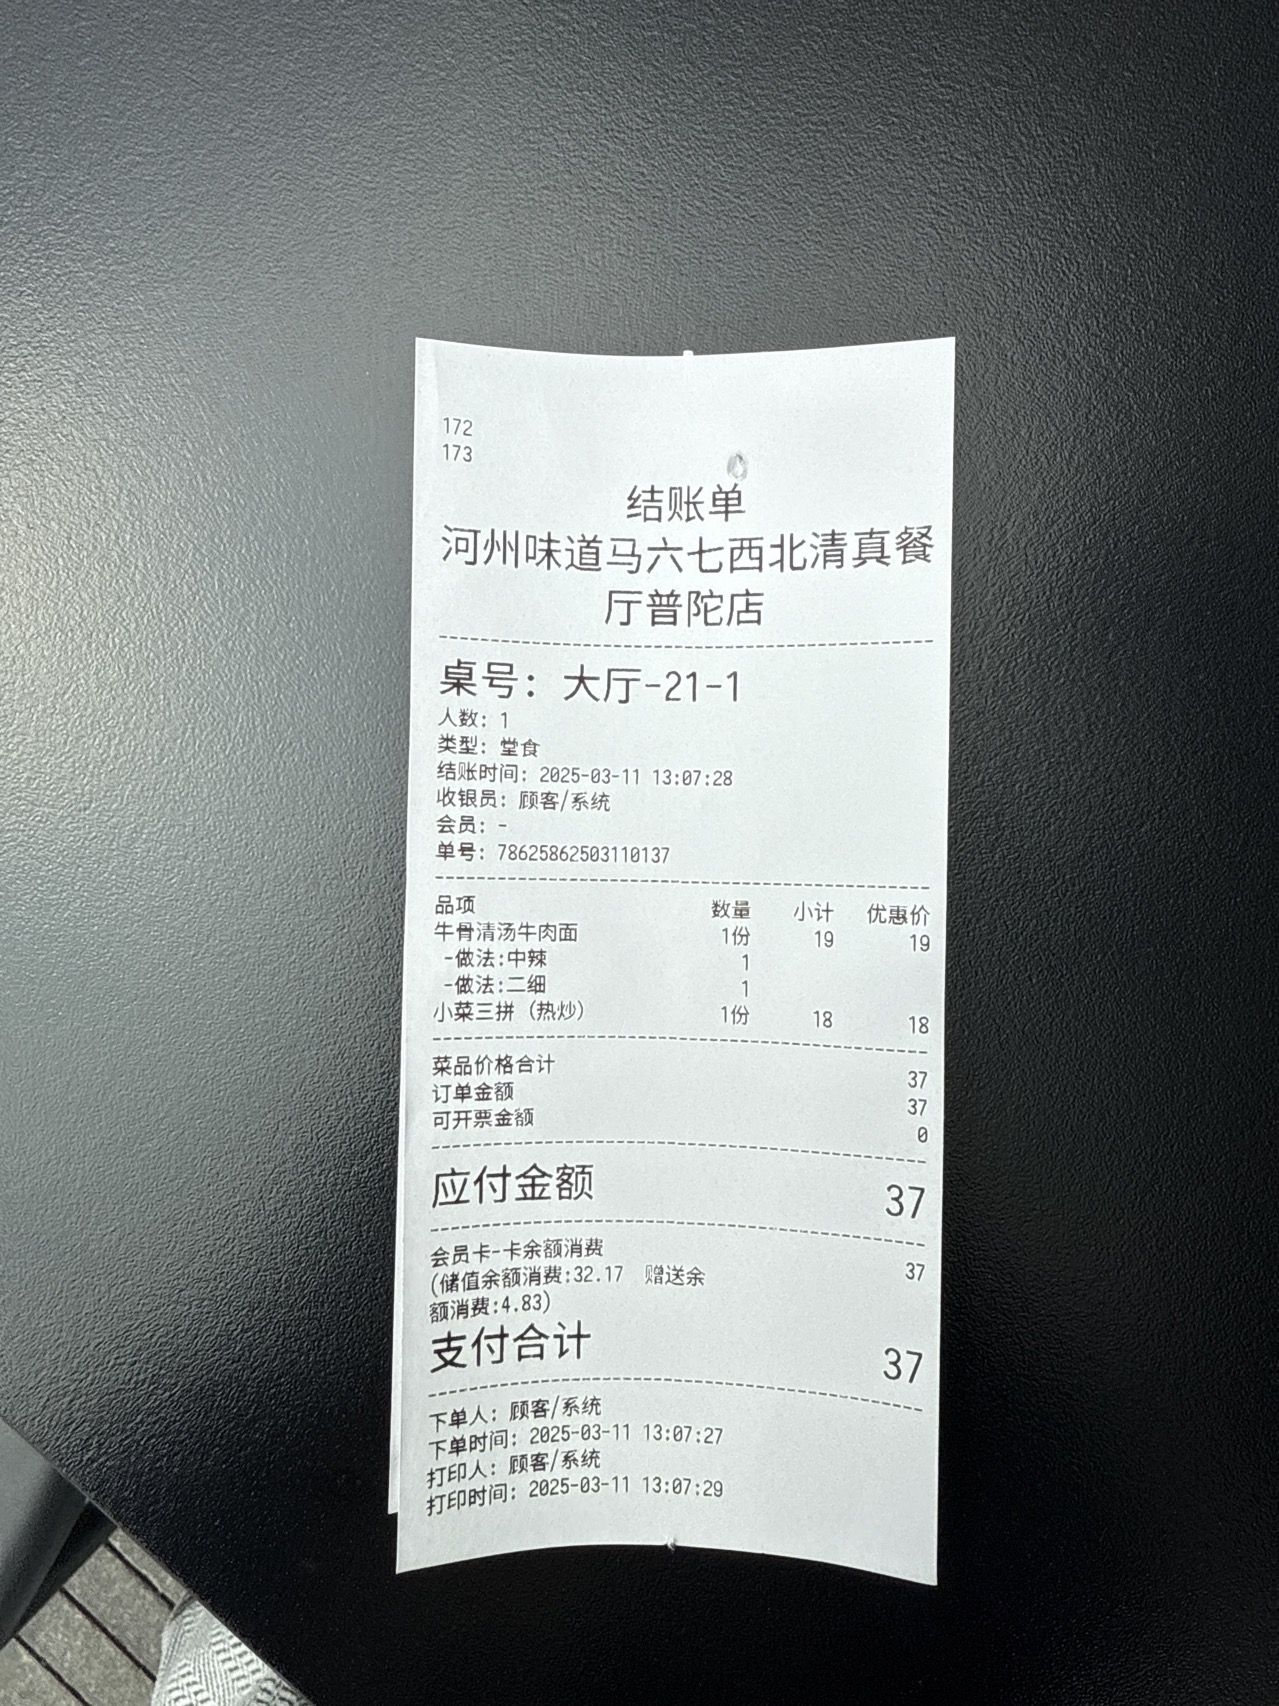 172
173
结账单
河州味道马六七西北清真餐
厅普陀店
桌号：大厅-21-1
人数：1
类型：堂食
结账时间：2025-03-11 13:07:28
收银员：顾客/系统
会员：-
单号：78625862503110137
品项 数量 小计 优惠价
牛骨清汤牛肉面 1份 19 19
-做法:中辣 1
-做法:二细 1
小菜三拼（热炒） 1份 18 18
菜品价格合计 37
订单金额 37
可开票金额 0
应付金额 37
会员卡-卡余额消费 37
(储值余额消费:32.17 赠送余
额消费:4.83)
支付合计 37
下单人：顾客/系统
下单时间：2025-03-11 13:07:27
打印人：顾客/系统
打印时间：2025-03-11 13:07:29